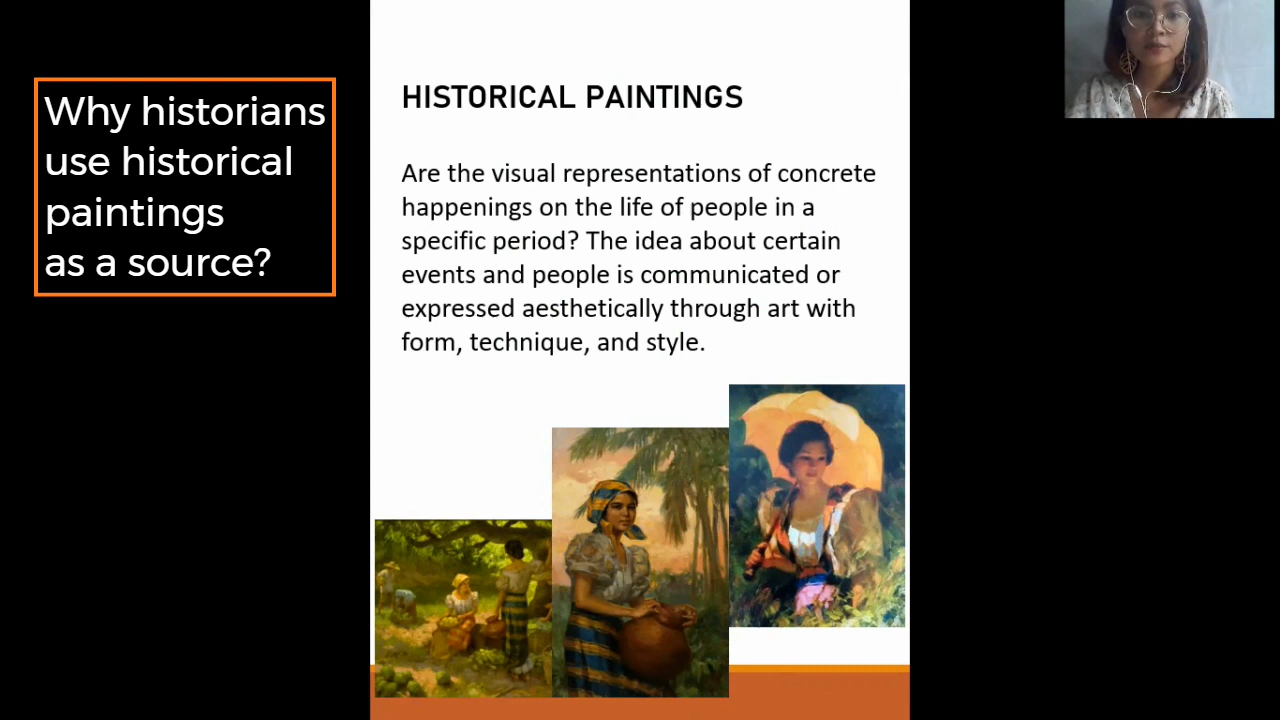 Why historians
use historical
paintings
as a source?
HISTORICAL PAINTINGS
Are the visual representations of concrete
happenings on the life of people in a
specific period? The idea about certain
events and people is communicated or
expressed aesthetically through art with
form, technique, and style.